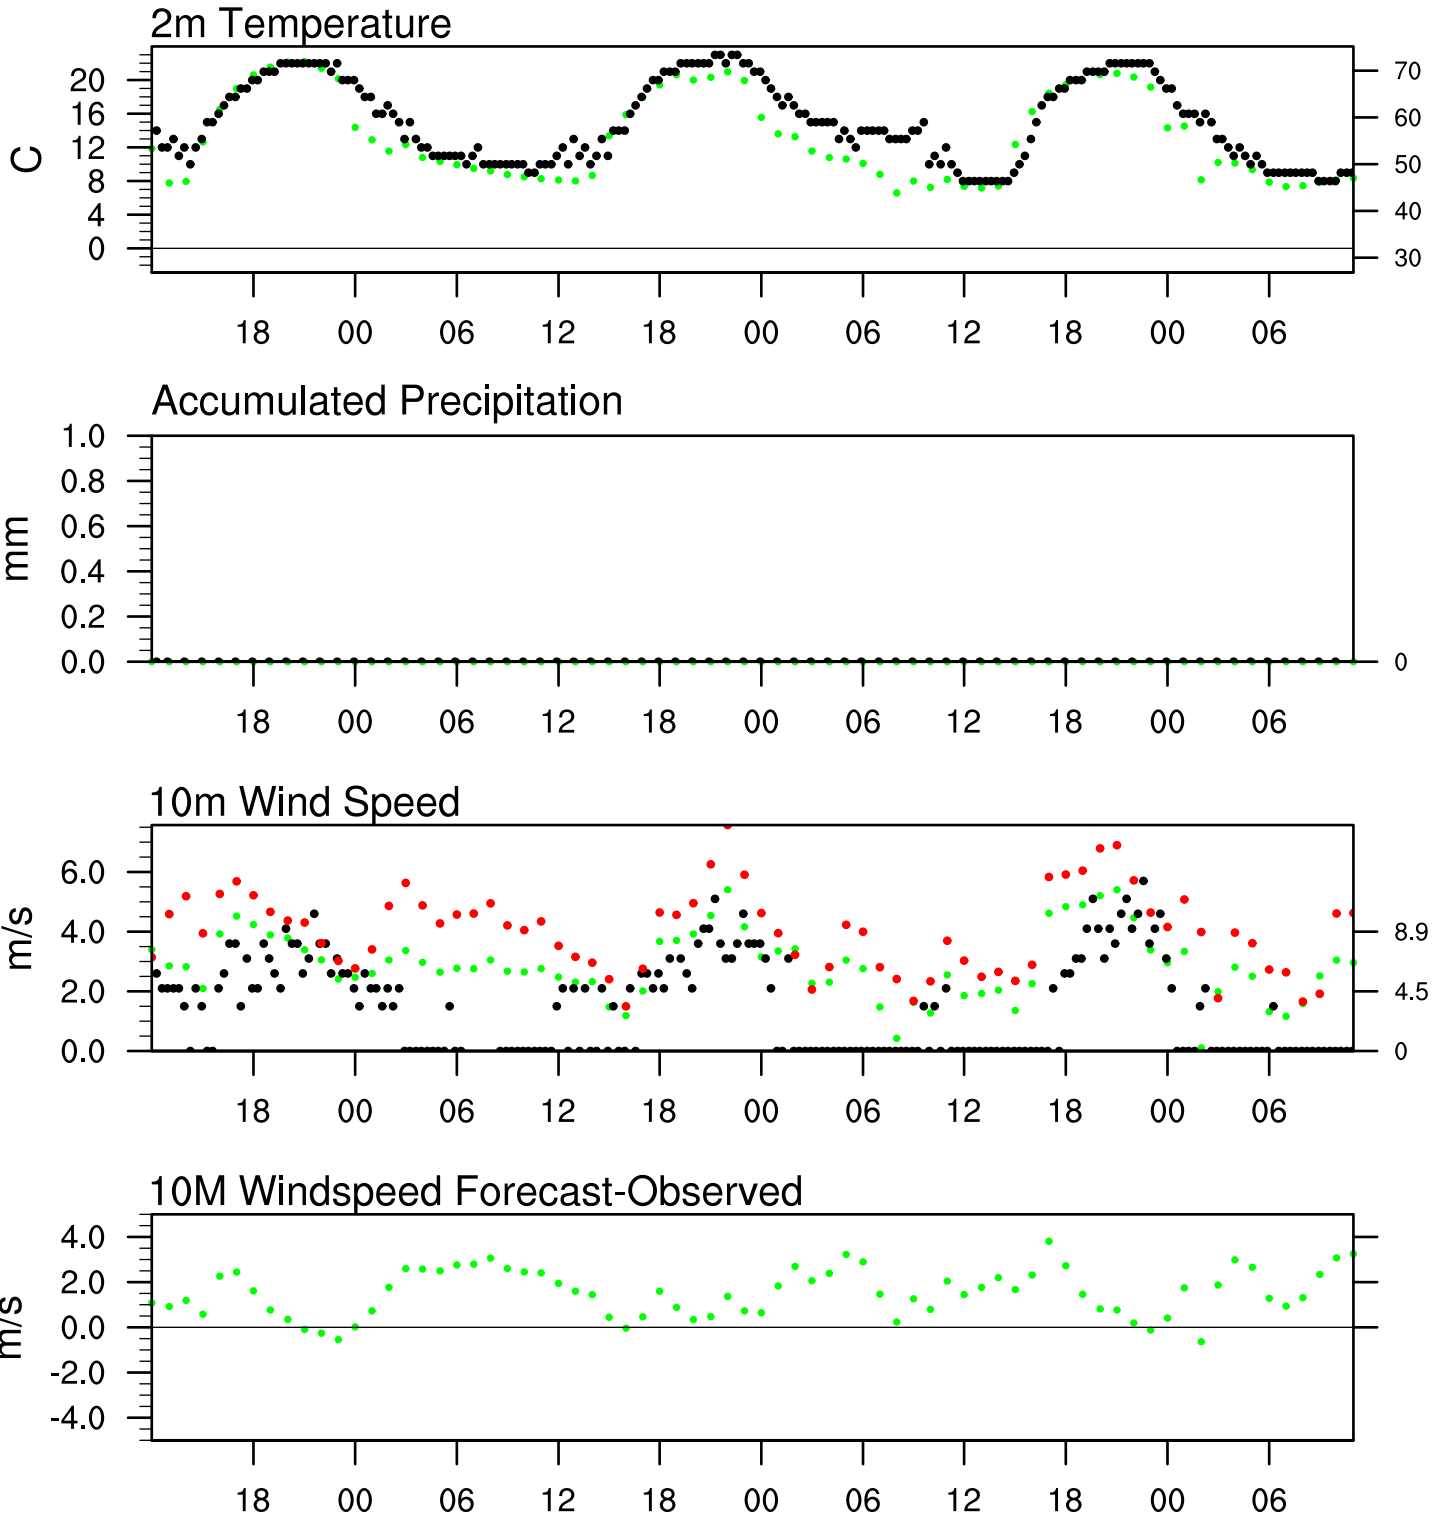 2m Temperature
C
20
16
12
8
4
0
70
60
50
40
30
18 00 06 12 18 00 06 12 18 00 06
Accumulated Precipitation
mm
1.0
0.8
0.6
0.4
0.2
0.0
0
18 00 06 12 18 00 06 12 18 00 06
10m Wind Speed
m/s
6.0
4.0
2.0
0.0
8.9
4.5
0
18 00 06 12 18 00 06 12 18 00 06
10M Windspeed Forecast-Observed
m/s
4.0
2.0
0.0
-2.0
-4.0
18 00 06 12 18 00 06 12 18 00 06